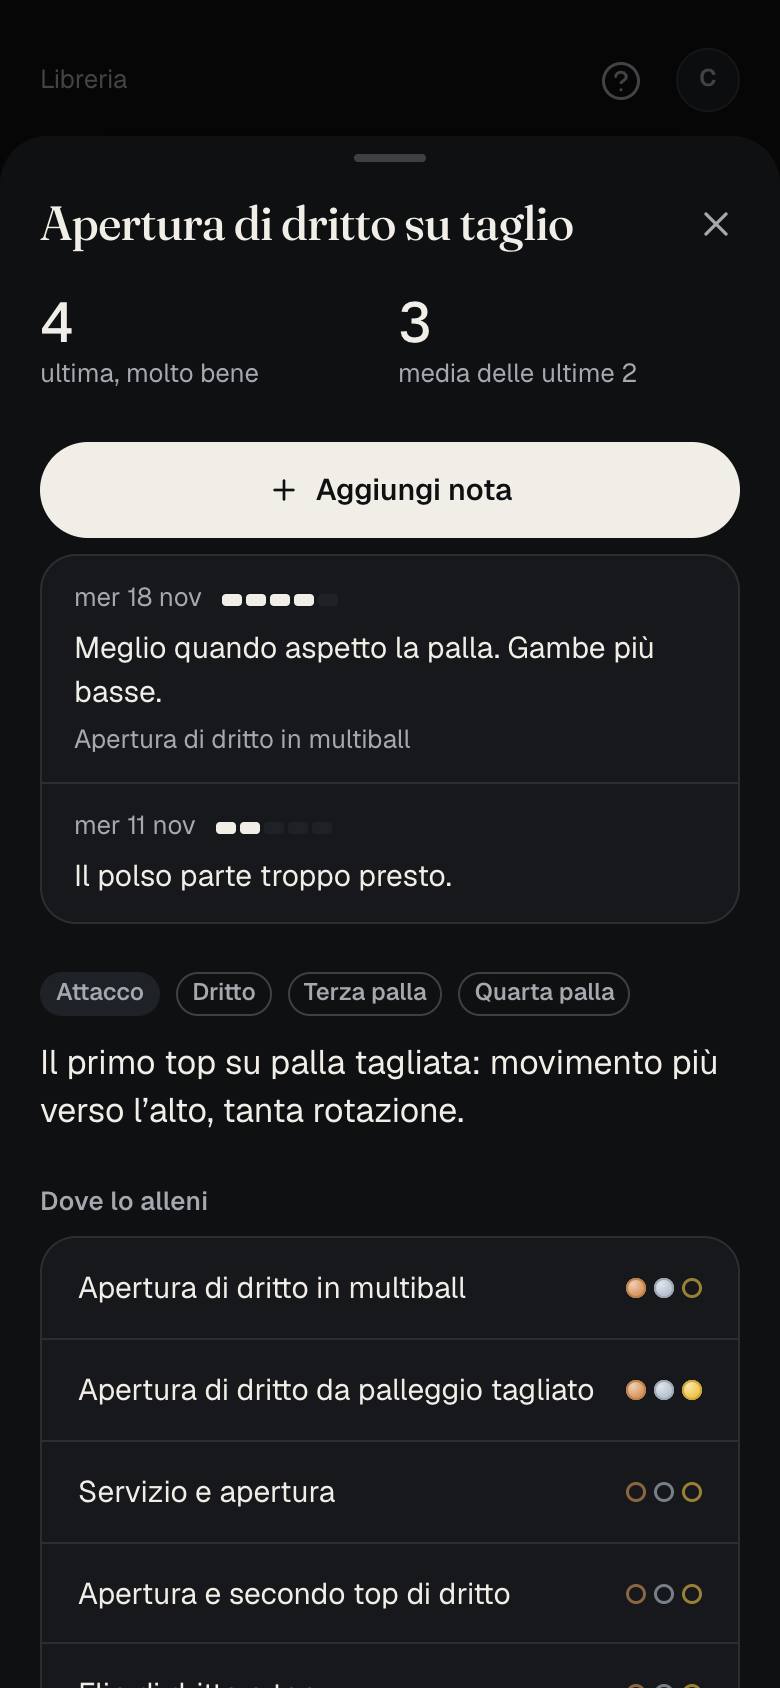 Libreria
C
Apertura di dritto su taglio
4
ultima, molto bene
3
media delle ultime 2
Aggiungi nota
mer 18 nov
Meglio quando aspetto la palla. Gambe più
basse.
Apertura di dritto in multiball
mer 11 nov
Il polso parte troppo presto.
Attacco
Dritto
Terza palla
Quarta palla
Il primo top su palla tagliata: movimento più
verso l’alto, tanta rotazione.
Dove lo alleni
Apertura di dritto in multiball
Apertura di dritto da palleggio tagliato
Servizio e apertura
Apertura e secondo top di dritto